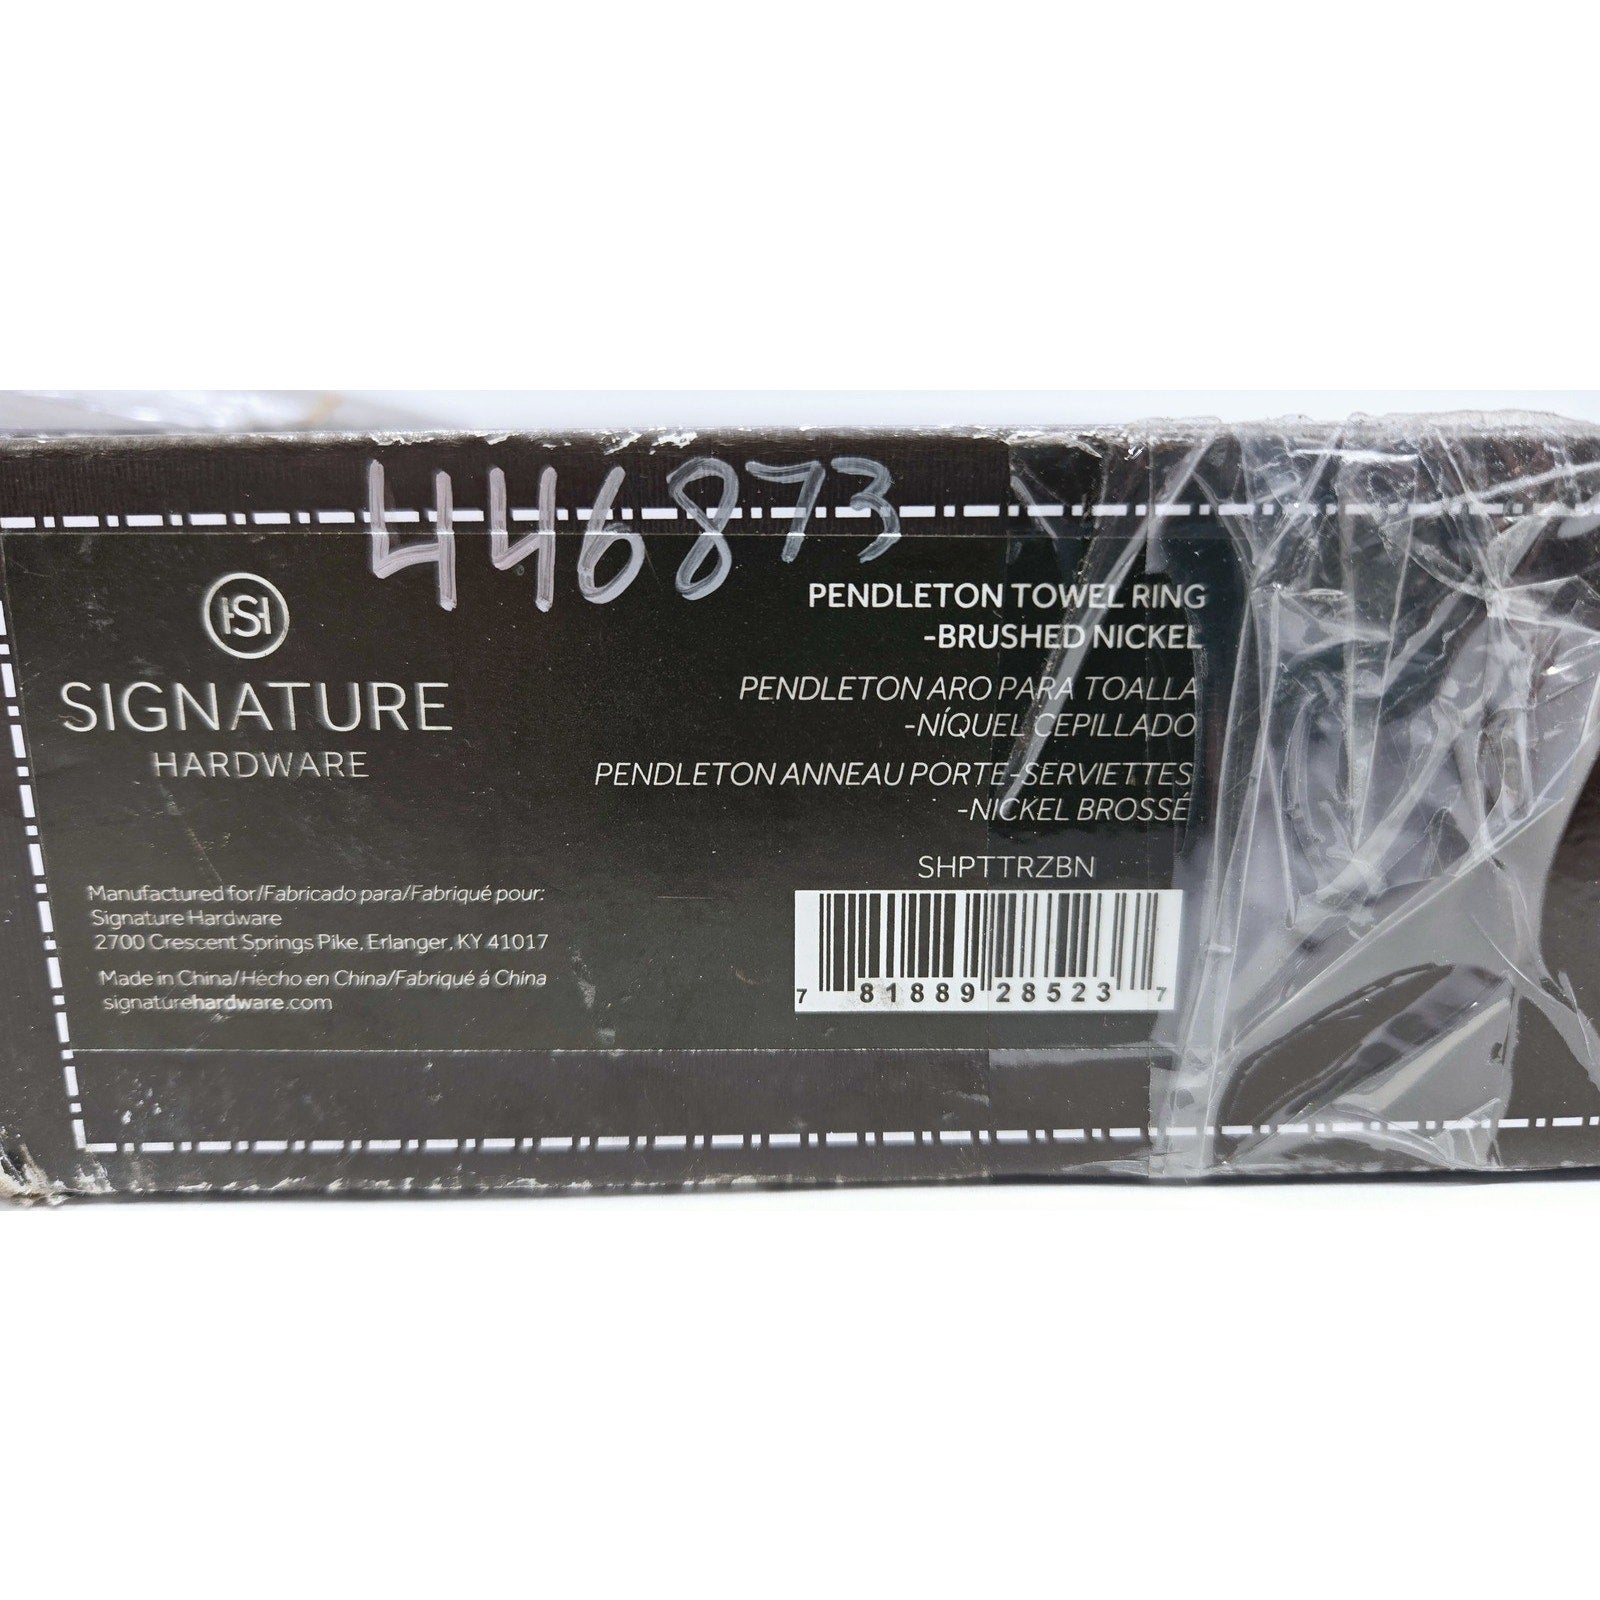 446873
HSH
SIGNATURE
HARDWARE
PENDLETON TOWEL RING
-BRUSHED NICKEL
PENDLETON ARO PARA TOALLA
-NÍQUEL CEPILLADO
PENDLETON ANNEAU PORTE-SERVIETTES
-NICKEL BROSSÉ
Manufactured for/Fabricado para/Fabriqué pour:
Signature Hardware
2700 Crescent Springs Pike, Erlanger, KY 41017
Made in China/Hecho en China/Fabriqué á China
signaturehardware.com
SHPTTRZBN
7 81889 28523 7